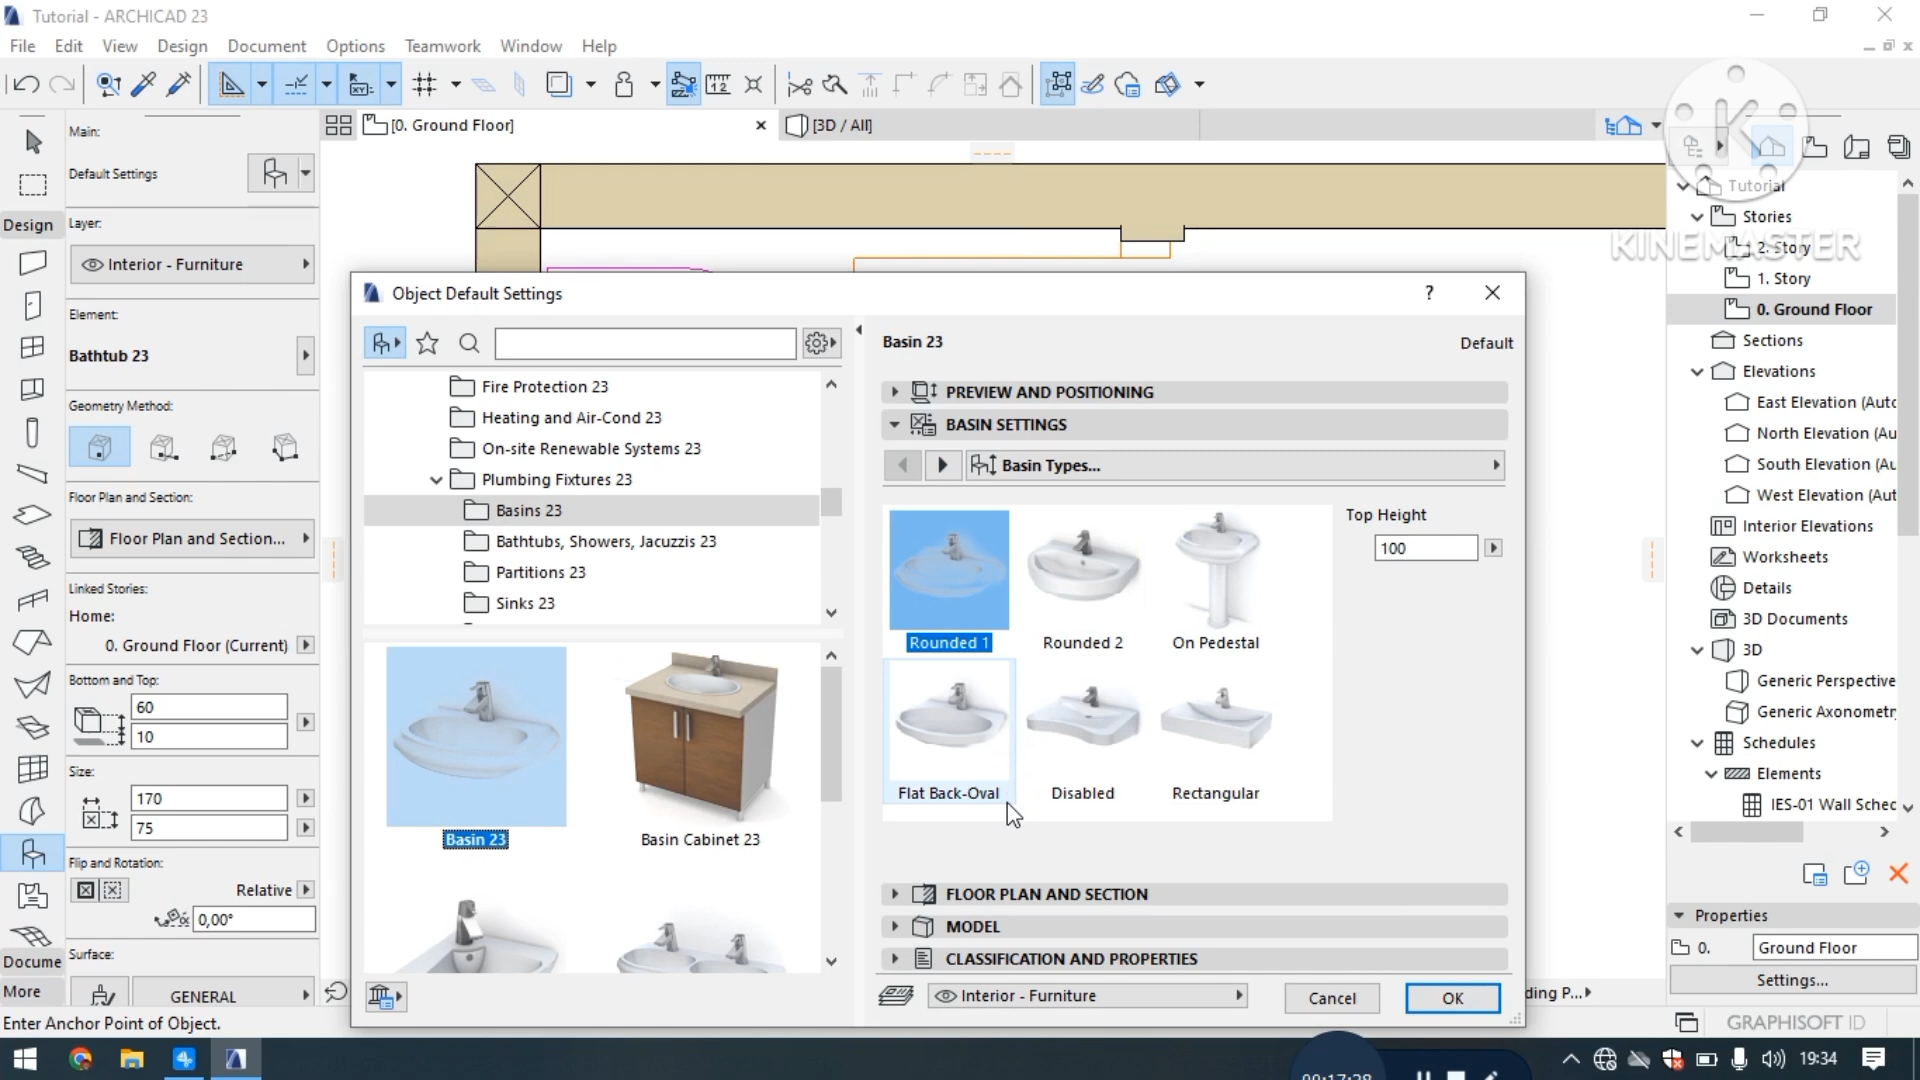 Tutorial - ARCHICAD 23
File Edit View Design Document Options Teamwork Window Help
[0. Ground Floor]
[3D / All]
Main:
Default Settings
Design
Layer:
Interior - Furniture
Element:
Bathtub 23
Geometry Method:
Floor Plan and Section:
Floor Plan and Section...
Linked Stories:
Home:
0. Ground Floor (Current)
Bottom and Top:
60
10
Size:
170
75
Flip and Rotation:
Relative
0,00°
Surface:
GENERAL
Docume
More
Enter Anchor Point of Object.
Object Default Settings
?
Fire Protection 23
Heating and Air-Cond 23
On-site Renewable Systems 23
Plumbing Fixtures 23
Basins 23
Bathtubs, Showers, Jacuzzis 23
Partitions 23
Sinks 23
Basin 23
Basin Cabinet 23
Basin 23
Default
PREVIEW AND POSITIONING
BASIN SETTINGS
Basin Types...
Rounded 1
Rounded 2
On Pedestal
Flat Back-Oval
Disabled
Rectangular
Top Height
100
FLOOR PLAN AND SECTION
MODEL
CLASSIFICATION AND PROPERTIES
Interior - Furniture
Cancel
OK
ding P...
K
KINEMASTER
Tutorial
Stories
2. Story
1. Story
0. Ground Floor
Sections
Elevations
East Elevation (Auto
North Elevation (Au
South Elevation (Au
West Elevation (Aut
Interior Elevations
Worksheets
Details
3D Documents
3D
Generic Perspective
Generic Axonometr
Schedules
Elements
IES-01 Wall Sched
Properties
0.
Ground Floor
Settings...
GRAPHISOFT ID
19:34